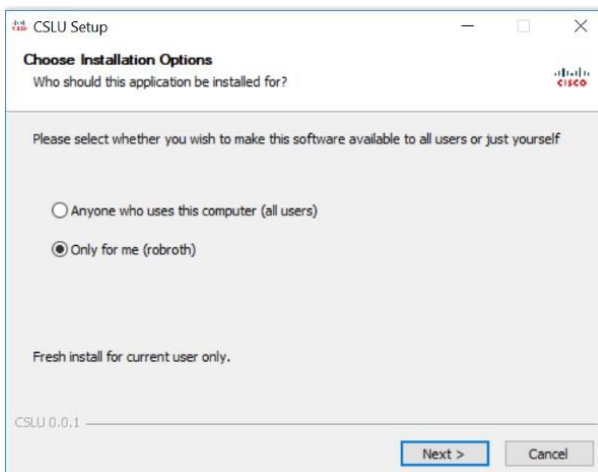 CSLU Setup
Choose Installation Options
Who should this application be installed for?
CISCO
Please select whether you wish to make this software available to all users or just yourself
Anyone who uses this computer (all users)
Only for me (robroth)
Fresh install for current user only.
CSLU 0.0.1
Next >
Cancel